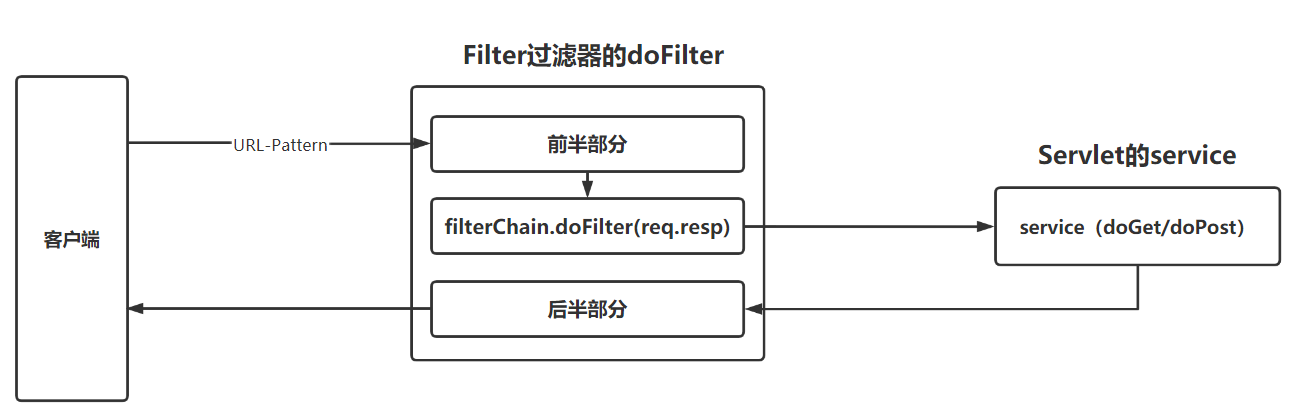 Filter过滤器的doFilter
URL-Pattern
前半部分
Servlet的service
客户端
filterChain.doFilter(req.resp)
service（doGet/doPost）
后半部分